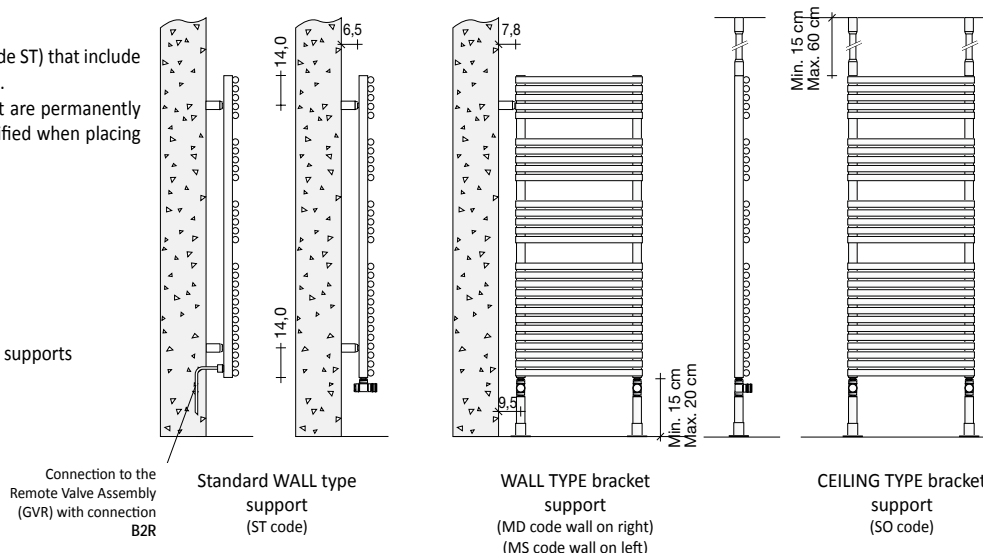 de ST) that include
.
t are permanently
ified when placing
supports
6,5
14,0
14,0
7,8
9,5
Min. 15 cm
Max. 20 cm
Min. 15 cm
Max. 60 cm
Connection to the
Remote Valve Assembly
(GVR) with connection
B2R
Standard WALL type
support
(ST code)
WALL TYPE bracket
support
(MD code wall on right)
(MS code wall on left)
CEILING TYPE bracket
support
(SO code)